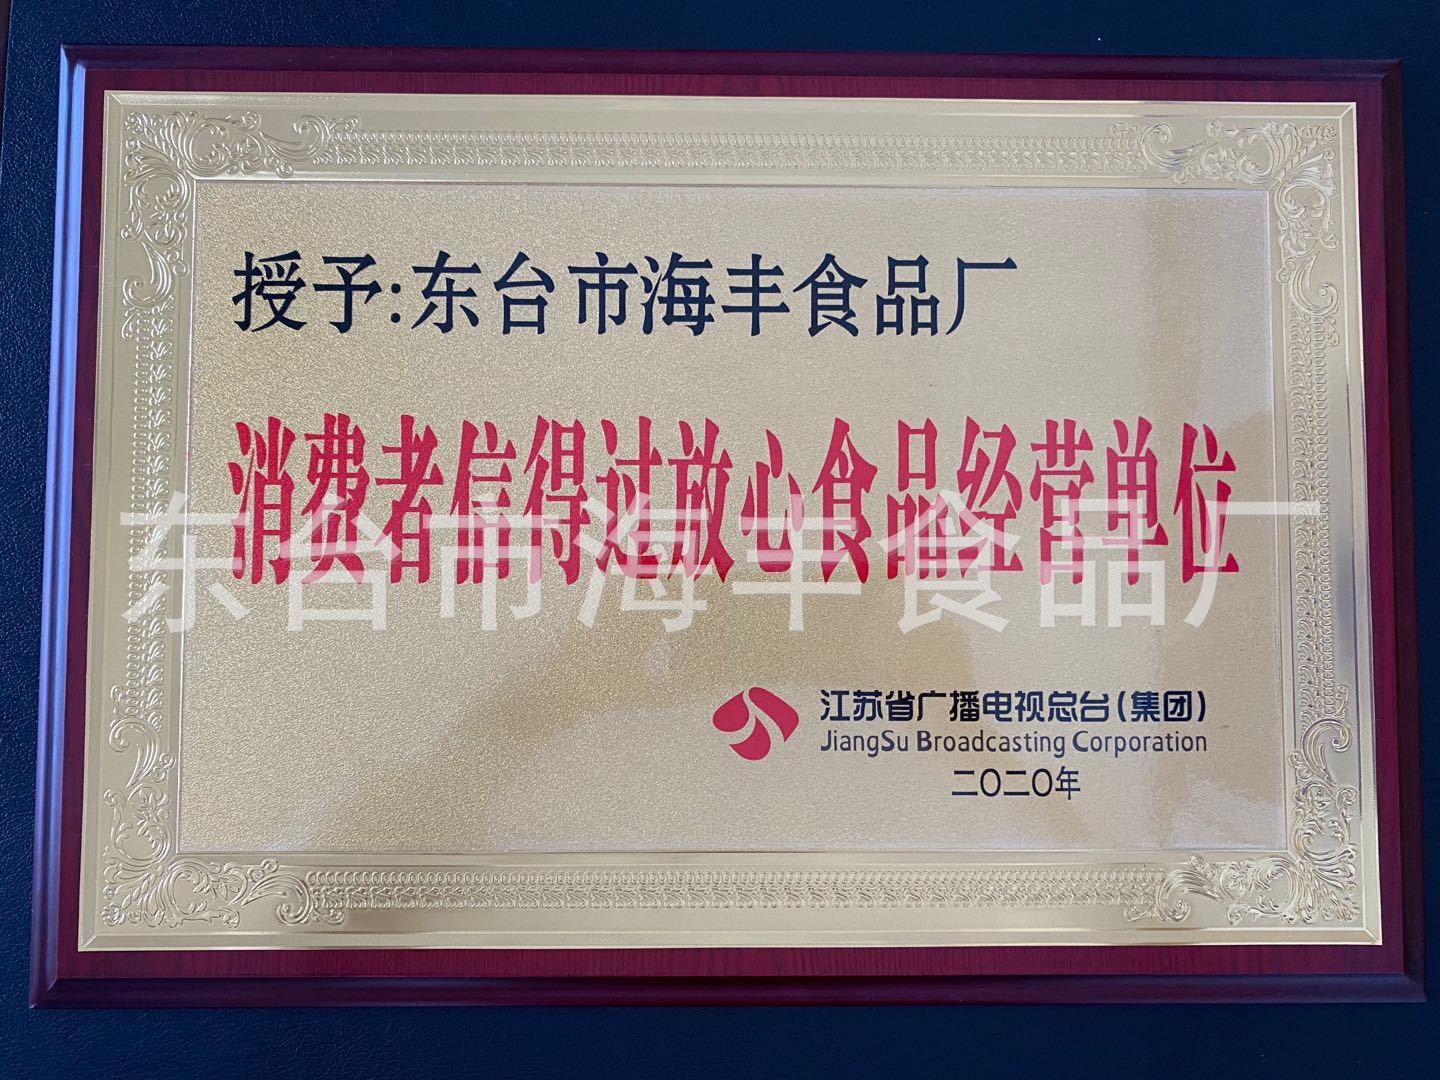 授予:东台市海丰食品厂
消费者信得过放心食品经营单位
东台市海丰食品厂
江苏省广播电视总台(集团)
JiangSu Broadcasting Corporation
二〇二〇年